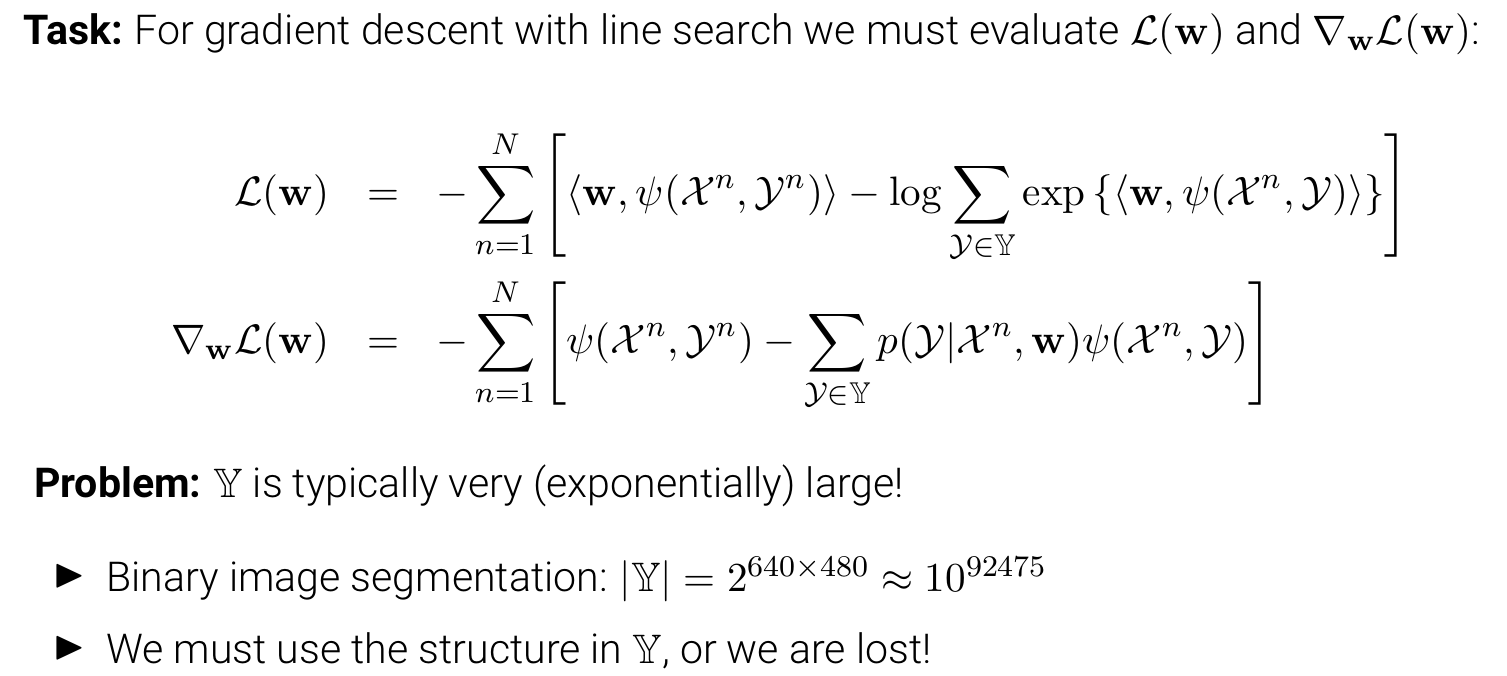 Task: For gradient descent with line search we must evaluate $\mathcal{L}(\mathbf{w})$ and $\nabla_{\mathbf{w}}\mathcal{L}(\mathbf{w})$:
$\mathcal{L}(\mathbf{w}) = -\sum_{n=1}^{N}\left[\langle\mathbf{w},\psi(\mathcal{X}^n,\mathcal{Y}^n)\rangle - \log\sum_{\mathcal{Y}\in\mathbb{Y}}\exp\{\langle\mathbf{w},\psi(\mathcal{X}^n,\mathcal{Y})\rangle\}\right]$
$\nabla_{\mathbf{w}}\mathcal{L}(\mathbf{w}) = -\sum_{n=1}^{N}\left[\psi(\mathcal{X}^n,\mathcal{Y}^n) - \sum_{\mathcal{Y}\in\mathbb{Y}}p(\mathcal{Y}|\mathcal{X}^n,\mathbf{w})\psi(\mathcal{X}^n,\mathcal{Y})\right]$
Problem: $\mathbb{Y}$ is typically very (exponentially) large!
▶ Binary image segmentation: $|\mathbb{Y}| = 2^{640\times480} \approx 10^{92475}$
▶ We must use the structure in $\mathbb{Y}$, or we are lost!